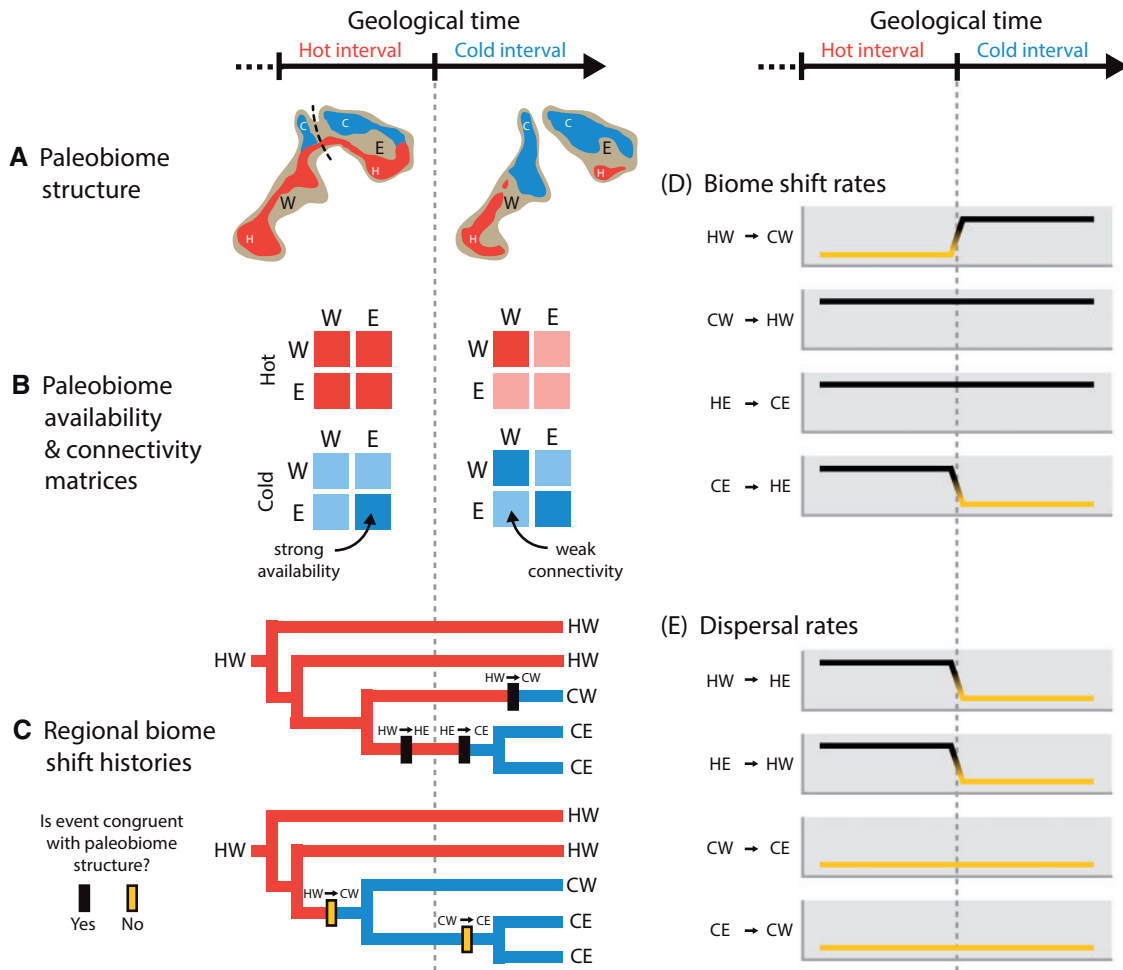 Geological time
Hot interval
Cold interval
A Paleobiome
structure
C
C
E
W
H
H
C
C
E
H
W
H
B Paleobiome
availability
& connectivity
matrices
Hot
W E
W
E
W E
W
E
Cold
W E
W
E
W E
W
E
strong
availability
weak
connectivity
C Regional biome
shift histories
HW
HW
HW
HW → CW
CW
HW → HE
HE → CE
CE
CE
Is event congruent
with paleobiome
structure?
Yes
No
HW
HW
HW
HW → CW
CW
CW → CE
CE
CE
Geological time
Hot interval
Cold interval
(D) Biome shift rates
HW → CW
CW → HW
HE → CE
CE → HE
(E) Dispersal rates
HW → HE
HE → HW
CW → CE
CE → CW